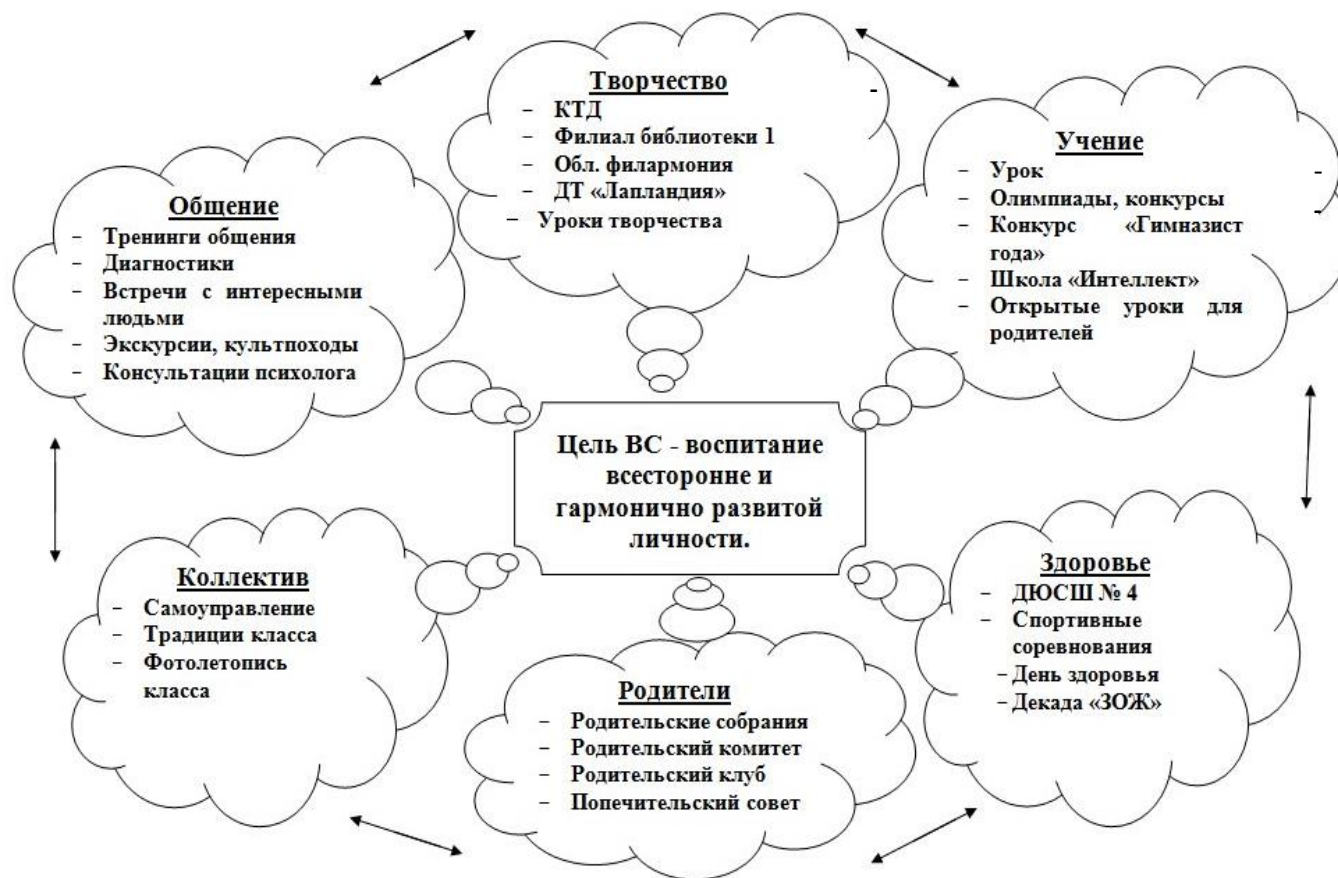 Творчество
- КТД
- Филиал библиотеки 1
- Обл. филармония
- ДТ «Лапландия»
- Уроки творчества
Учение
- Урок
- Олимпиады, конкурсы
- Конкурс «Гимназист
года»
- Школа «Интеллект»
- Открытые уроки для
родителей
Общение
- Тренинги общения
- Диагностики
- Встречи с интересными
людьми
- Экскурсии, культпоходы
- Консультации психолога
Цель ВС - воспитание
всесторонне и
гармонично развитой
личности.
Коллектив
- Самоуправление
- Традиции класса
- Фотолетопись
класса
Родители
- Родительские собрания
- Родительский комитет
- Родительский клуб
- Попечительский совет
Здоровье
- ДЮСШ № 4
- Спортивные
соревнования
- День здоровья
- Декада «ЗОЖ»